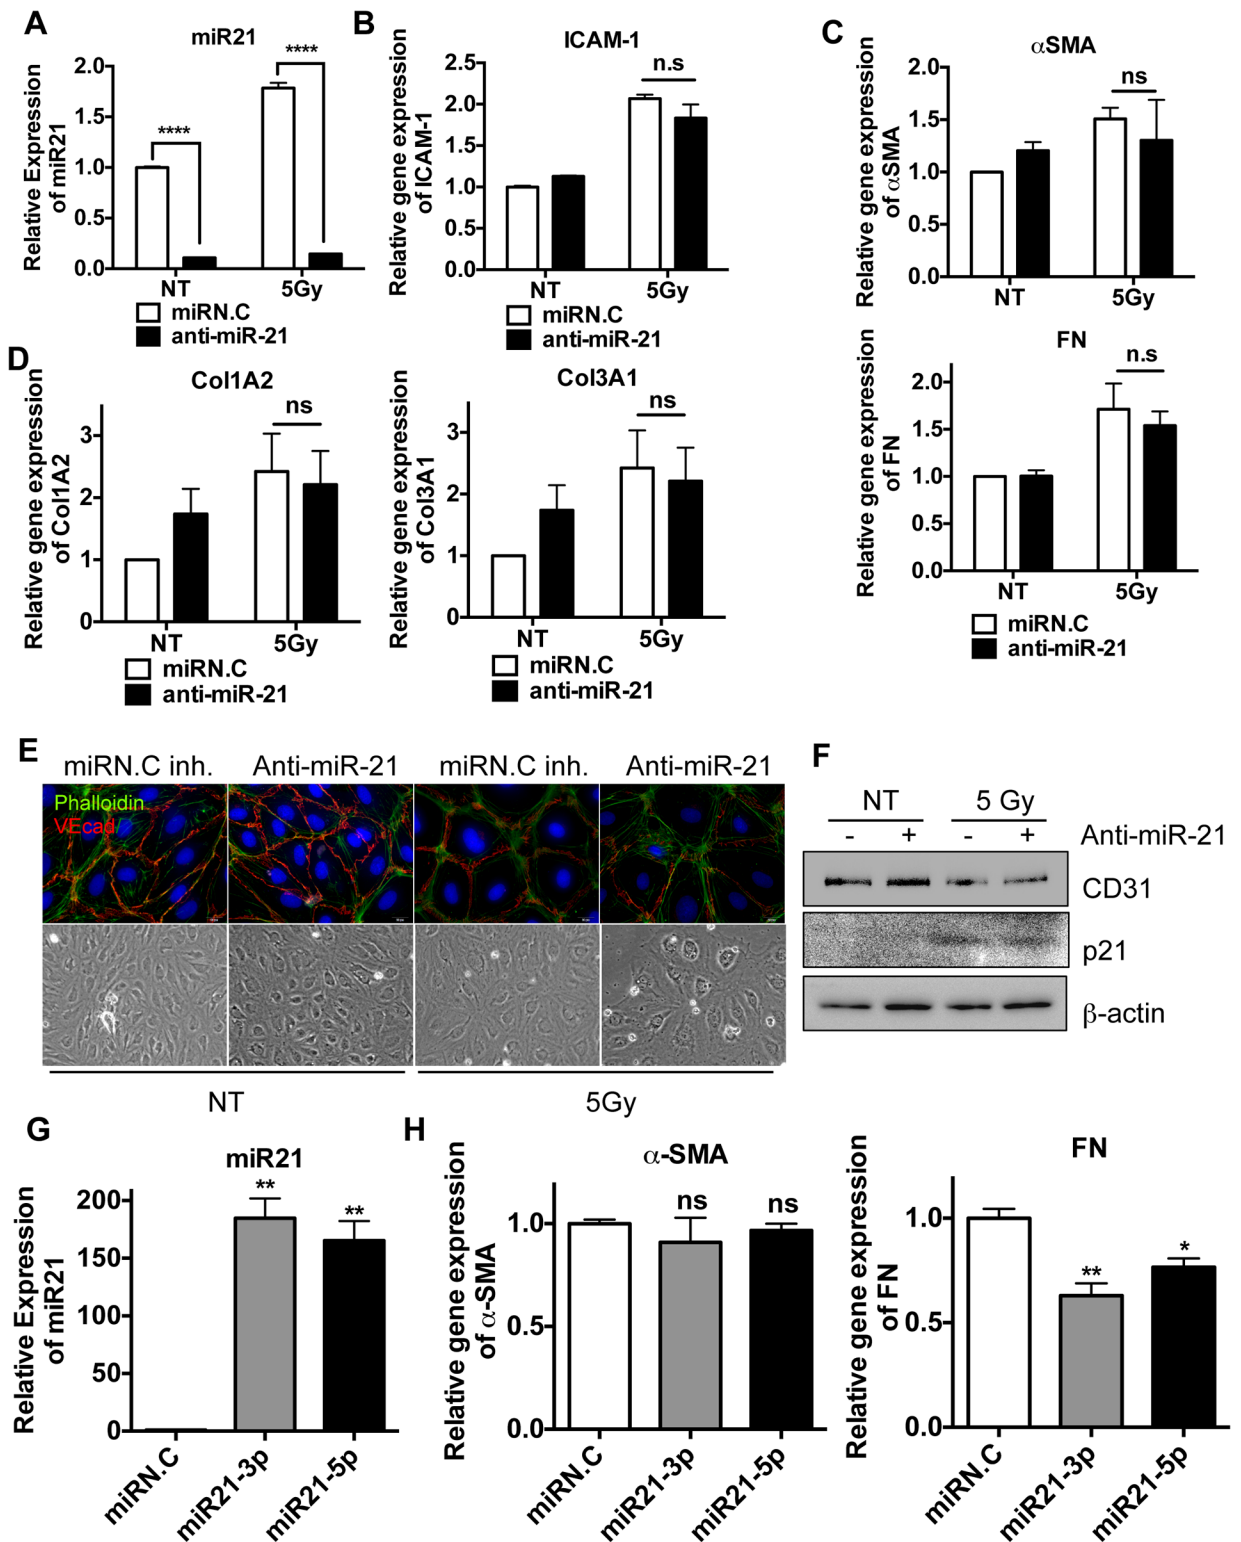 A
miR21
Relative Expression
of miR21
2.0
1.5
1.0
0.5
0.0
****
****
NT
5Gy
miRN.C
anti-miR-21
B
ICAM-1
Relative gene expression
of ICAM-1
2.5
2.0
1.5
1.0
0.5
0.0
n.s
NT
5Gy
miRN.C
anti-miR-21
C
αSMA
Relative gene expression
of αSMA
2.0
1.5
1.0
0.5
0.0
ns
NT
5Gy
FN
Relative gene expression
of FN
2.0
1.5
1.0
0.5
0.0
n.s
NT
5Gy
miRN.C
anti-miR-21
D
Col1A2
Relative gene expression
of Col1A2
3
2
1
0
ns
NT
5Gy
miRN.C
anti-miR-21
Col3A1
Relative gene expression
of Col3A1
3
2
1
0
ns
NT
5Gy
miRN.C
anti-miR-21
E
miRN.C inh.
Anti-miR-21
miRN.C inh.
Anti-miR-21
Phalloidin
VEcad
NT
5Gy
F
NT
5 Gy
- + - + Anti-miR-21
CD31
p21
β-actin
G
miR21
Relative Expression
of miR21
200
150
100
50
0
**
**
miRN.C
miR21-3p
miR21-5p
H
α-SMA
Relative gene expression
of α-SMA
1.0
0.5
0.0
ns
ns
miRN.C
miR21-3p
miR21-5p
FN
Relative gene expression
of FN
1.0
0.5
0.0
**
*
miRN.C
miR21-3p
miR21-5p